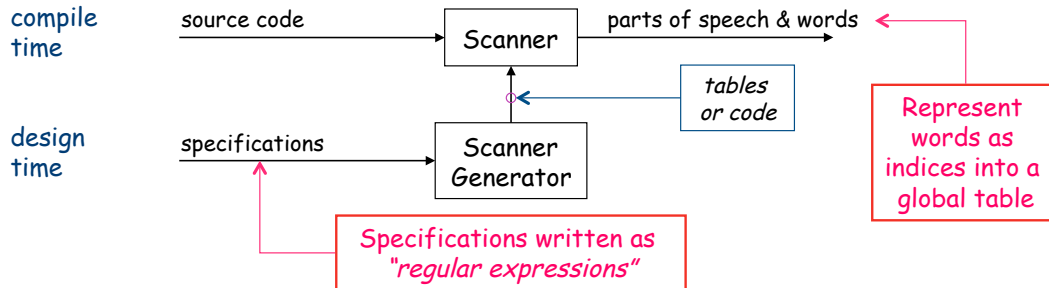 compile
time
source code
Scanner
parts of speech & words
tables
or code
Represent
words as
indices into a
global table
design
time
specifications
Scanner
Generator
Specifications written as
"regular expressions"